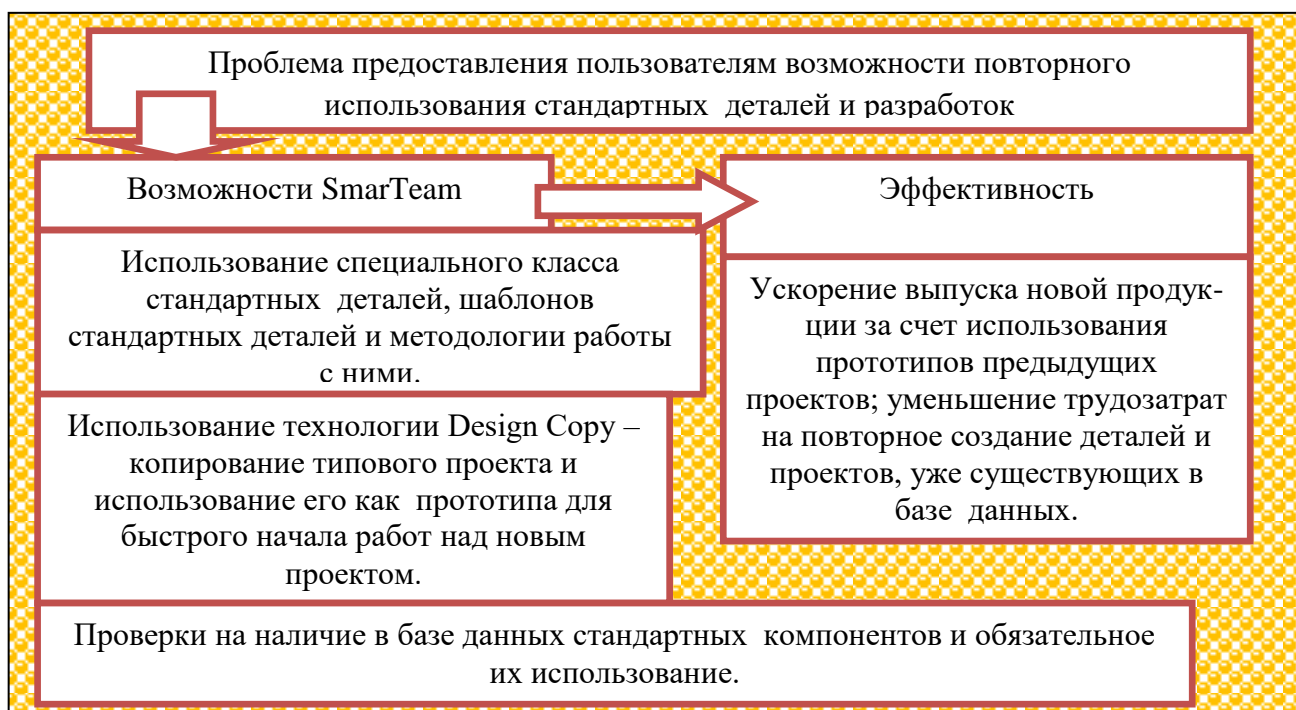 Проблема предоставления пользователям возможности повторного
использования стандартных деталей и разработок
Возможности SmarTeam
Эффективность
Использование специального класса
стандартных деталей, шаблонов
стандартных деталей и методологии работы
с ними.
Использование технологии Design Copy –
копирование типового проекта и
использование его как прототипа для
быстрого начала работ над новым
проектом.
Ускорение выпуска новой продук-
ции за счет использования
прототипов предыдущих
проектов; уменьшение трудозатрат
на повторное создание деталей и
проектов, уже существующих в
базе данных.
Проверки на наличие в базе данных стандартных компонентов и обязательное
их использование.